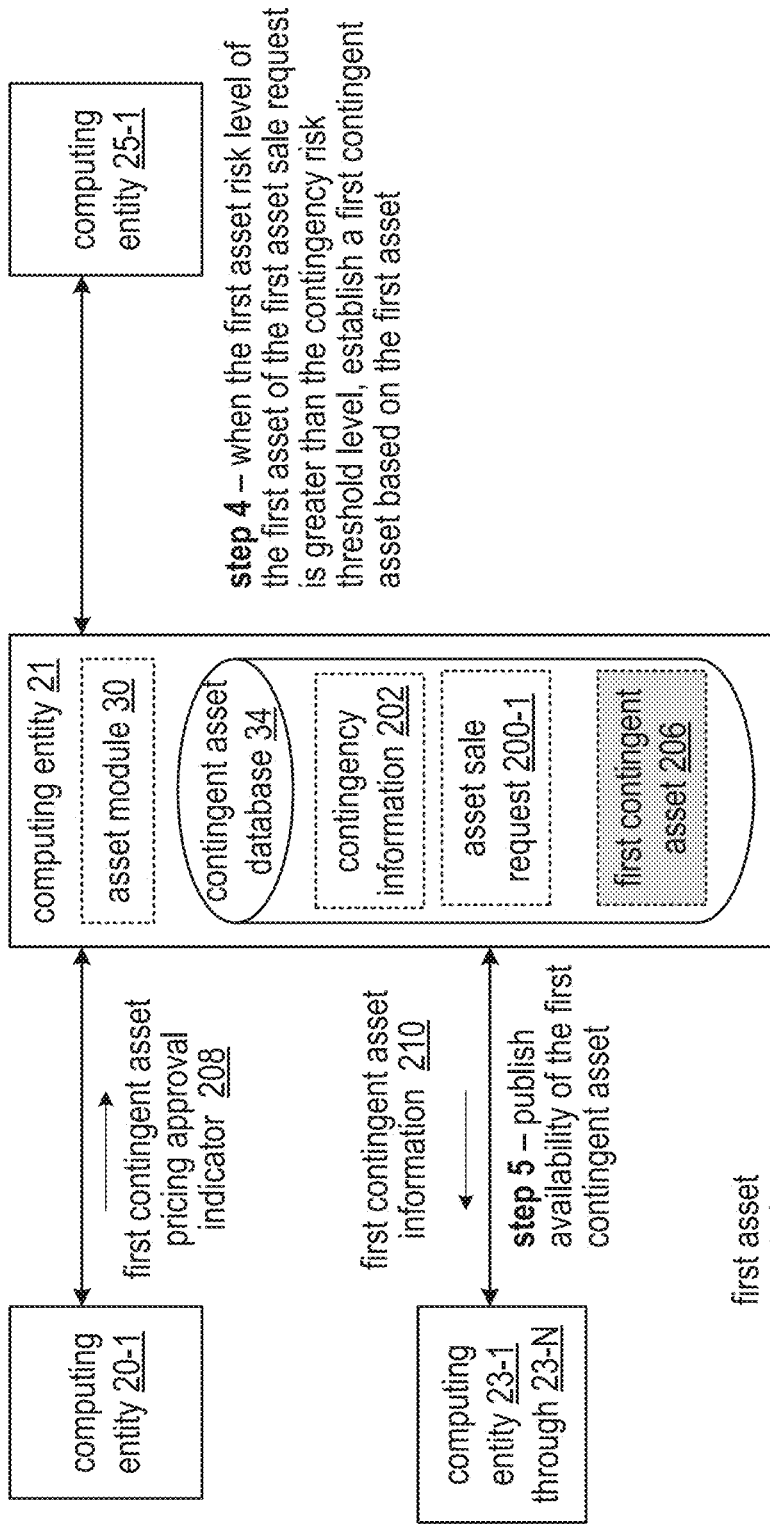 computing
entity 20-1
first contingent asset
pricing approval
indicator 208
computing
entity 23-1
through 23-N
first contingent asset
information 210
step 5 – publish
availability of the first
contingent asset
first asset
computing entity 21
asset module 30
contingent asset
database 34
contingency
information 202
asset sale
request 200-1
first contingent
asset 206
computing
entity 25-1
step 4 – when the first asset risk level of
the first asset of the first asset sale request
is greater than the contingency risk
threshold level, establish a first contingent
asset based on the first asset